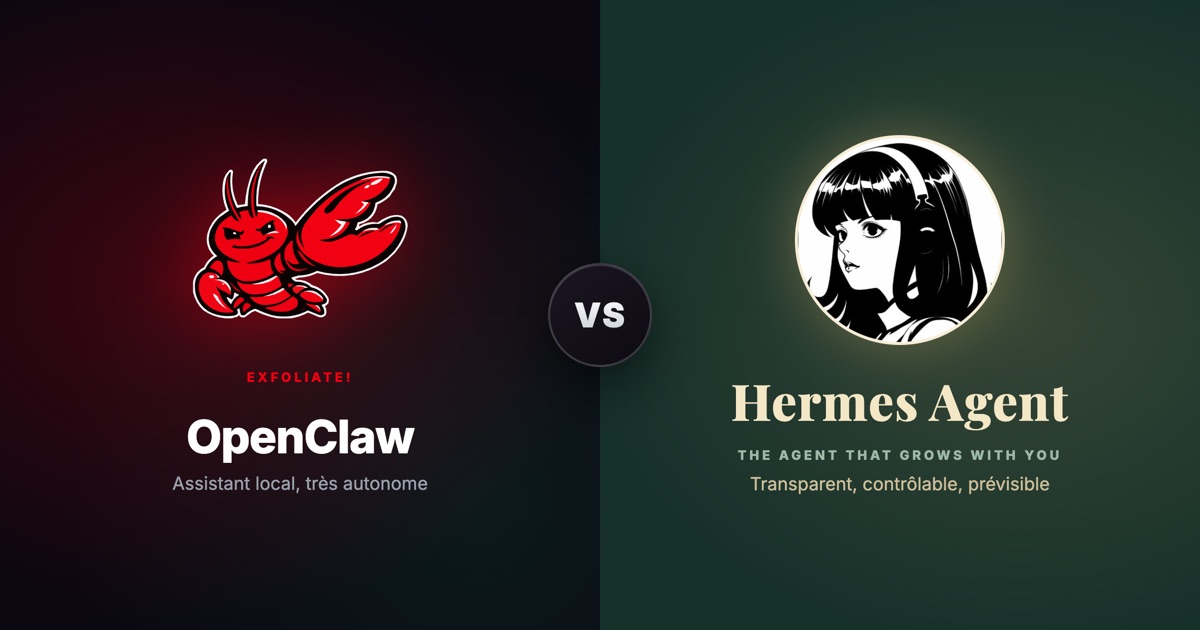 EXFOLIATE!
OpenClaw
Assistant local, très autonome
VS
Hermes Agent
THE AGENT THAT GROWS WITH YOU
Transparent, contrôlable, prévisible